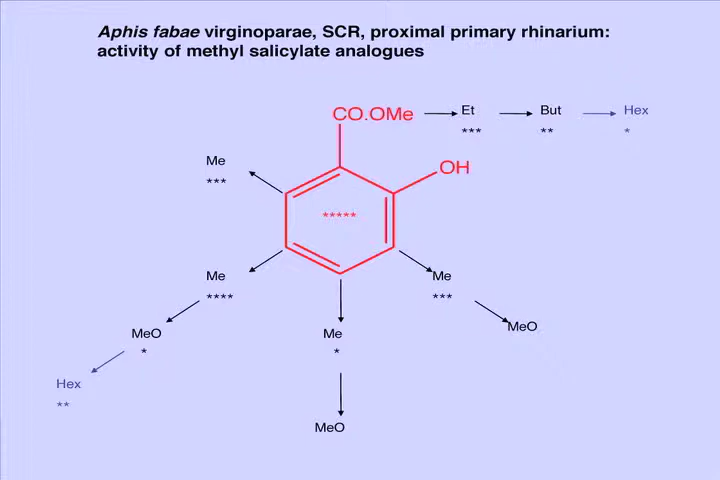 Aphis fabae virginoparae, SCR, proximal primary rhinarium:
activity of methyl salicylate analogues
CO.OMe Et But Hex
*** ** *
Me
***
OH
*****
Me
****
Me
***
MeO
*
Me
*
MeO
Hex
**
MeO